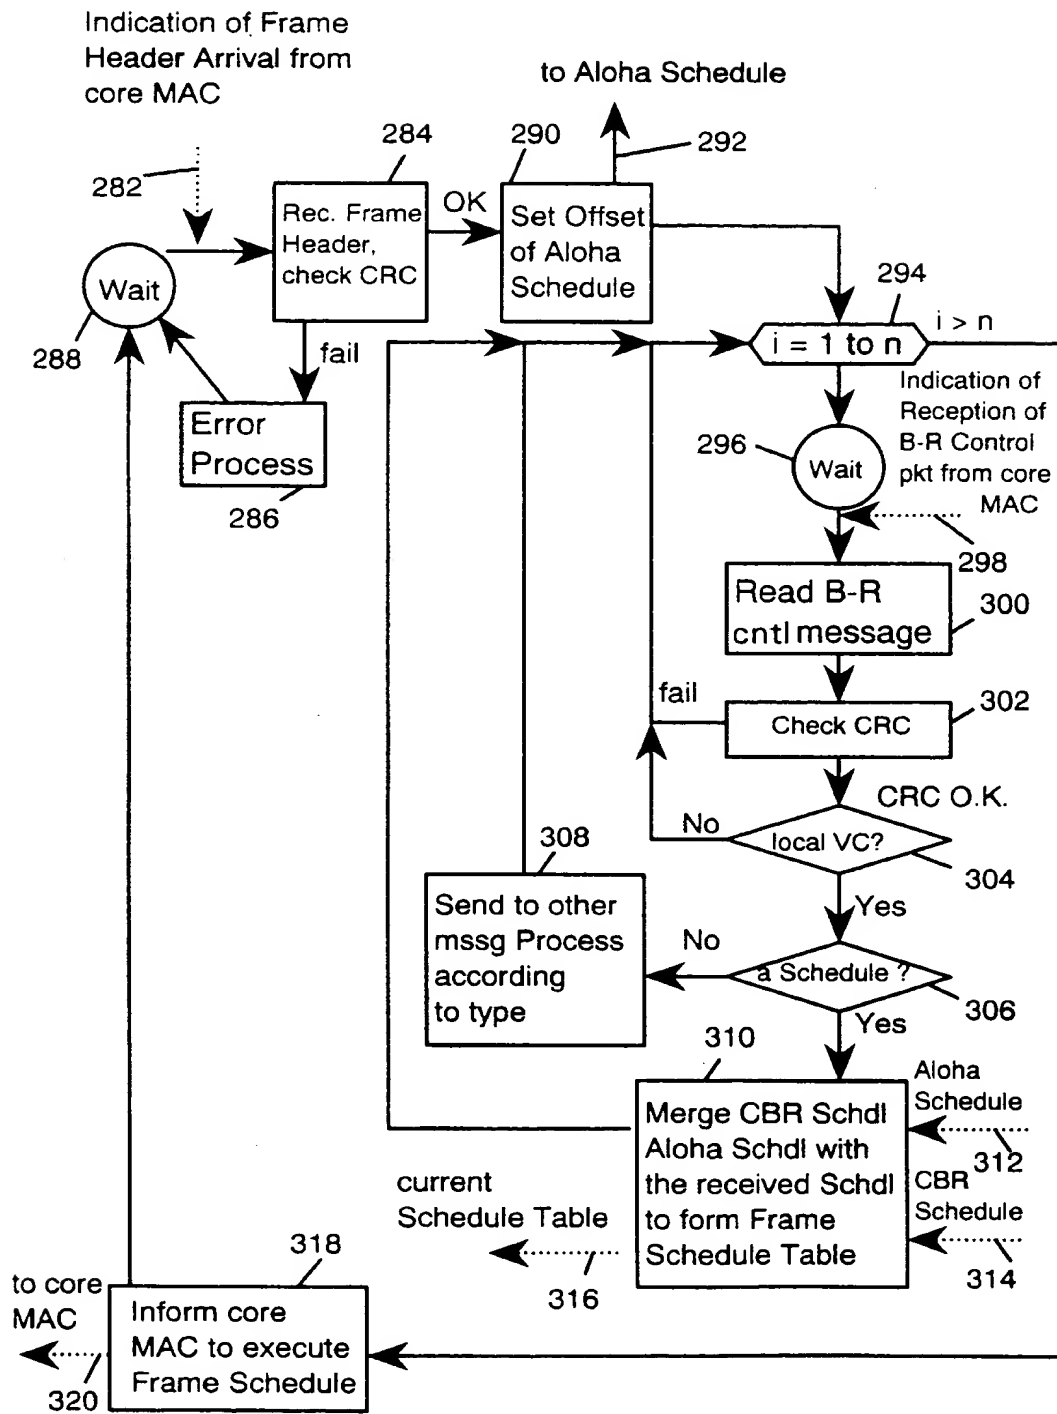 Indication of Frame
Header Arrival from
core MAC
to Aloha Schedule
284
290
292
282
Rec. Frame
Header,
check CRC
OK
Set Offset
of Aloha
Schedule
Wait
288
294
i > n
fail
i = 1 to n
Error
Process
286
Indication of
Reception of
B-R Control
pkt from core
MAC
296
Wait
298
Read B-R
cntl message
300
fail
302
Check CRC
CRC O.K.
No
local VC?
304
308
Yes
Send to other
mssg Process
according
to type
No
a Schedule ?
306
Yes
310
Merge CBR Schdl
Aloha Schdl with
the received Schdl
to form Frame
Schedule Table
Aloha
Schedule
312
CBR
Schedule
314
current
Schedule Table
316
318
to core
MAC
Inform core
MAC to execute
Frame Schedule
320